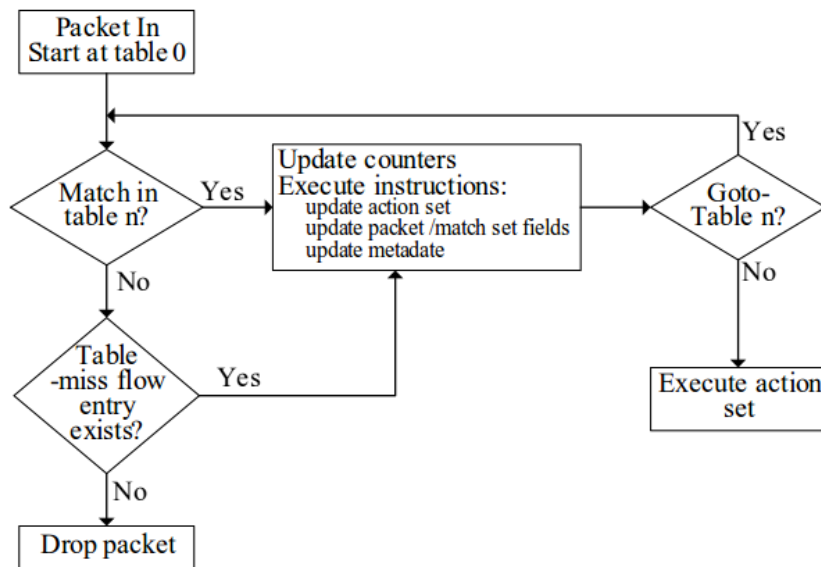 Packet In
Start at table 0
Yes
Match in
table n?
Yes
Update counters
Execute instructions:
update action set
update packet /match set fields
update metadate
Goto-
Table n?
No
No
Table
-miss flow
entry
exists?
Yes
Execute action
set
No
Drop packet